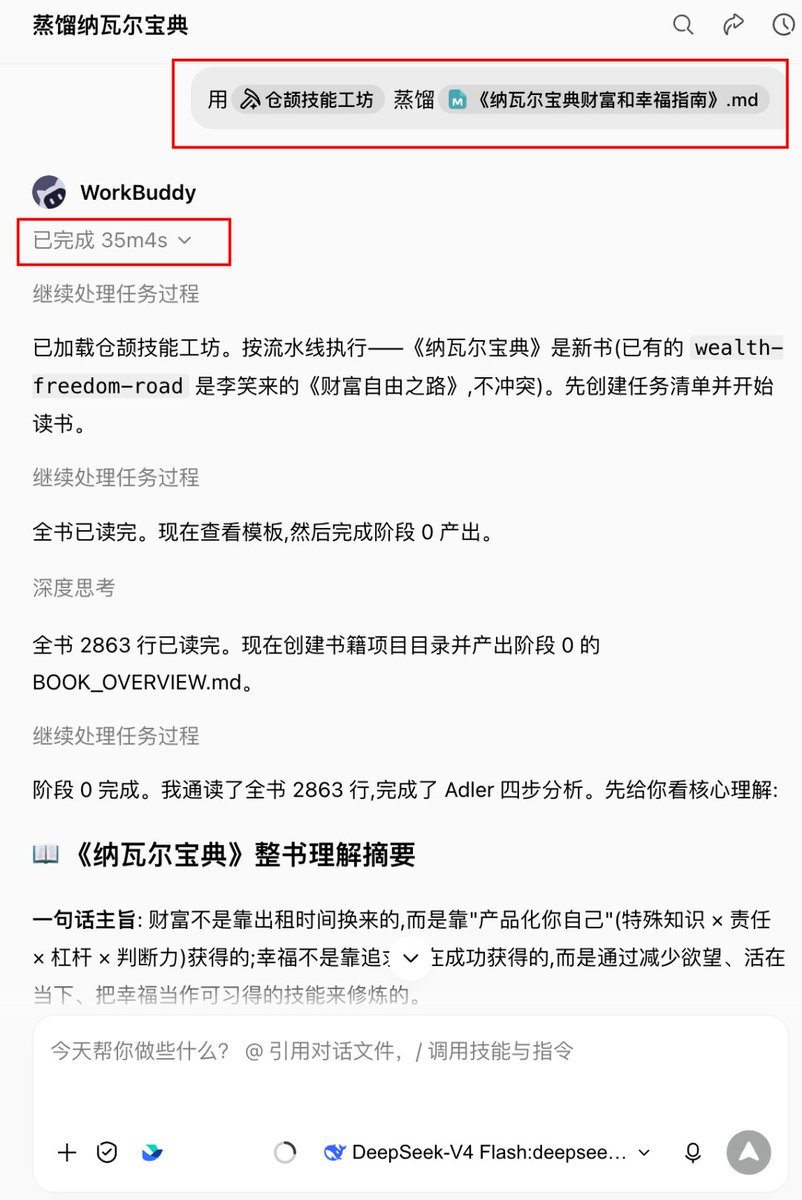 蒸馏纳瓦尔宝典
用 仓颉技能工坊 蒸馏 《纳瓦尔宝典财富和幸福指南》.md
WorkBuddy
已完成 35m4s
继续处理任务过程
已加载仓颉技能工坊。按流水线执行——《纳瓦尔宝典》是新书(已有的 wealth-
freedom-road 是李笑来的《财富自由之路》,不冲突)。先创建任务清单并开始
读书。
继续处理任务过程
全书已读完。现在查看模板,然后完成阶段 0 产出。
深度思考
全书 2863 行已读完。现在创建书籍项目目录并产出阶段 0 的
BOOK_OVERVIEW.md。
继续处理任务过程
阶段 0 完成。我通读了全书 2863 行,完成了 Adler 四步分析。先给你看核心理解:
《纳瓦尔宝典》整书理解摘要
一句话主旨: 财富不是靠出租时间换来的,而是靠"产品化你自己"(特殊知识 × 责任
× 杠杆 × 判断力)获得的;幸福不是靠追 在成功获得的,而是通过减少欲望、活在
当下、把幸福当作可习得的技能来修炼的。
今天帮你做些什么? @ 引用对话文件, / 调用技能与指令
DeepSeek-V4 Flash:deepsee...